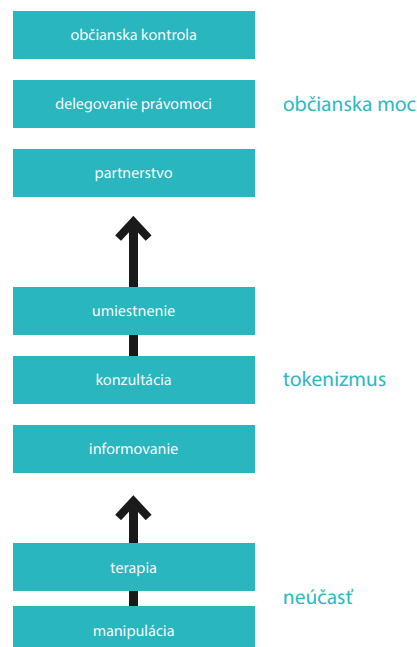 občianska kontrola
delegovanie právomoci
občianska moc
partnerstvo
umiestnenie
konzultácia
tokenizmus
informovanie
terapia
neúčasť
manipulácia